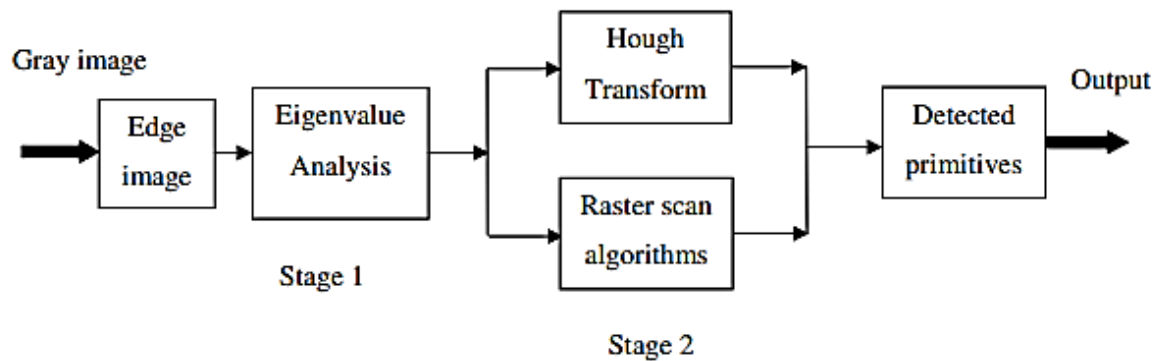 Gray image
Edge
image
Eigenvalue
Analysis
Stage 1
Hough
Transform
Raster scan
algorithms
Stage 2
Detected
primitives
Output